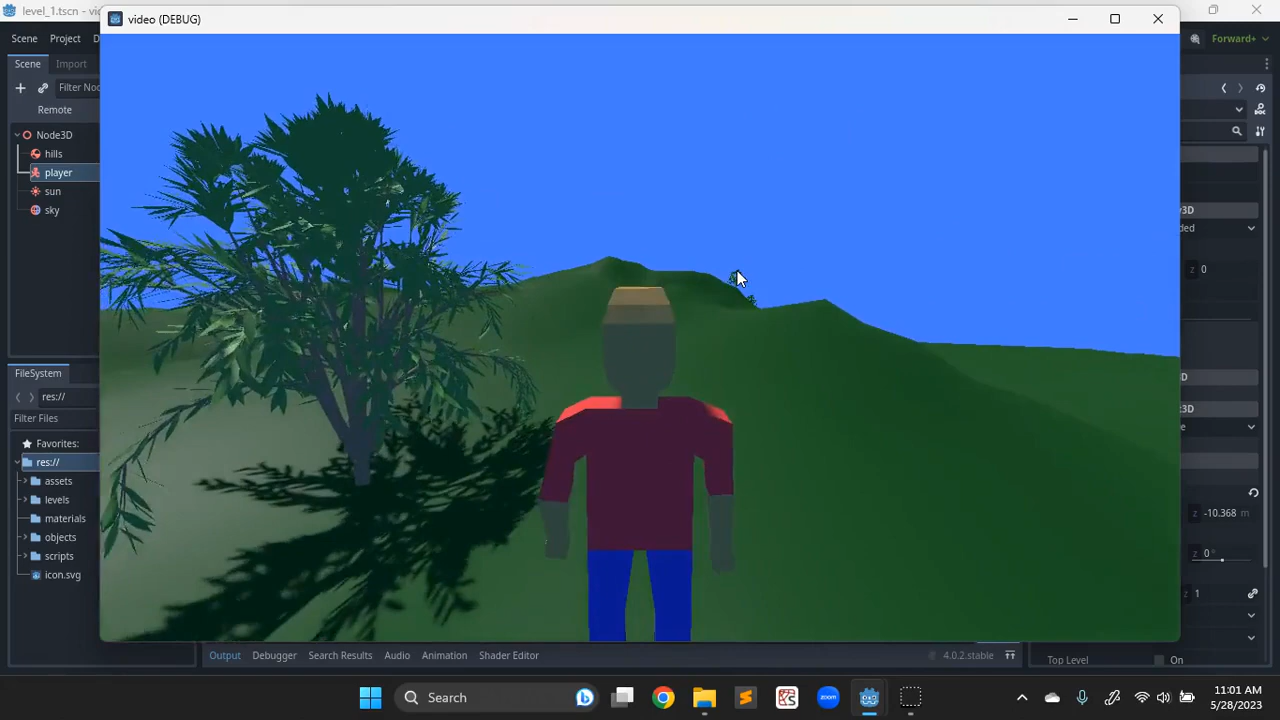 level_1.tscn - vi
video (DEBUG)
Scene Project D
Forward+
Scene Import
Filter Nod
Remote
Node3D
hills
player
y3D
sun
ded
sky
z 0
FileSystem
3D
res://
:3D
Filter Files
e
Favorites:
res://
assets
levels
z -10.368 m
materials
objects
z 0°
scripts
icon.svg
z 1
Output Debugger Search Results Audio Animation Shader Editor 4.0.2.stable
Top Level On
Search
zoom
11:01 AM
5/28/2023